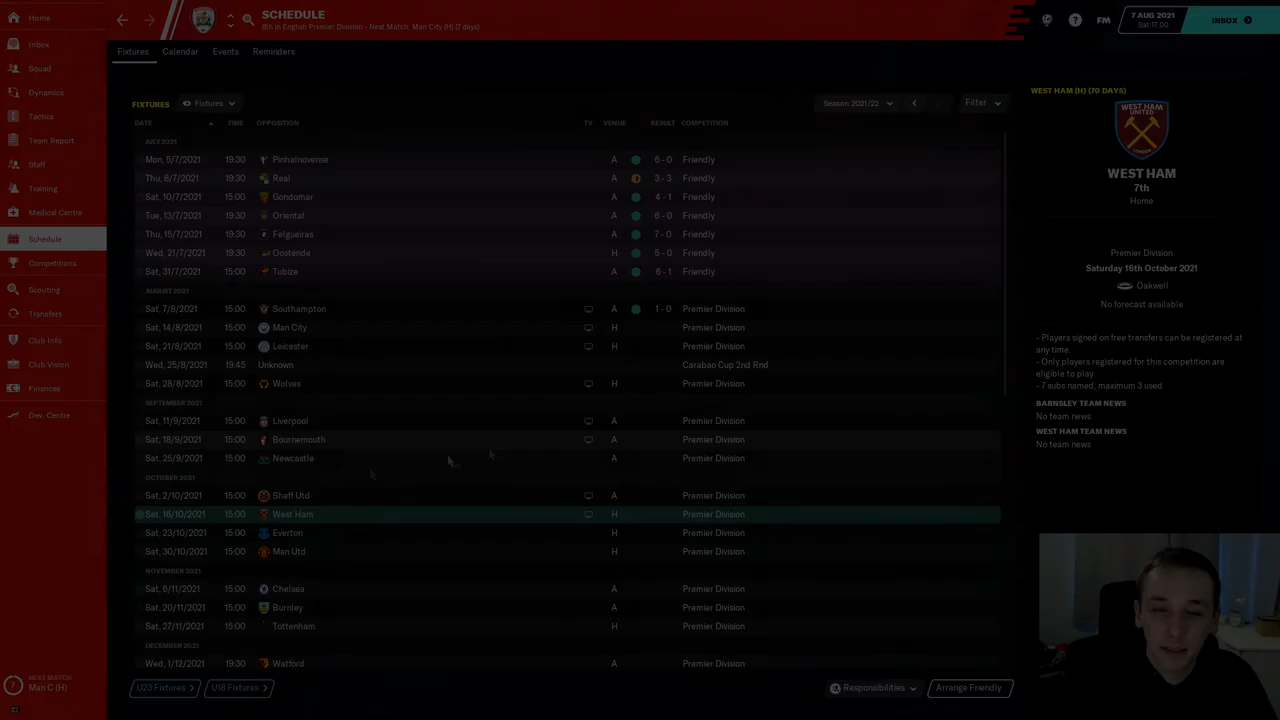 Home
Inbox
Squad
Dynamics
Tactics
Team Report
Staff
Training
Medical Centre
Schedule
Competitions
Scouting
Transfers
Club Info
Club Vision
Finances
Dev. Centre
NEXT MATCH
Man C (H)
SCHEDULE
8th in English Premier Division - Next Match: Man City (H) (7 days)
FM
7 AUG 2021
Sat 17:00
INBOX
Fixtures Calendar Events Reminders
FIXTURES Fixtures Season 2021/22 Filter
DATE TIME OPPOSITION TV VENUE RESULT COMPETITION
JULY 2021
Mon, 5/7/2021 19:30 Pinhalnovense A 6 - 0 Friendly
Thu, 8/7/2021 19:30 Real A 3 - 3 Friendly
Sat, 10/7/2021 15:00 Gondomar A 4 - 1 Friendly
Tue, 13/7/2021 19:30 Oriental A 6 - 0 Friendly
Thu, 15/7/2021 19:30 Felgueiras A 7 - 0 Friendly
Wed, 21/7/2021 19:30 Oostende H 5 - 0 Friendly
Sat, 31/7/2021 15:00 Tubize A 6 - 1 Friendly
AUGUST 2021
Sat, 7/8/2021 15:00 Southampton A 1 - 0 Premier Division
Sat, 14/8/2021 15:00 Man City H Premier Division
Sat, 21/8/2021 15:00 Leicester H Premier Division
Wed, 25/8/2021 19:45 Unknown Carabao Cup 2nd Rnd
Sat, 28/8/2021 15:00 Wolves H Premier Division
SEPTEMBER 2021
Sat, 11/9/2021 15:00 Liverpool A Premier Division
Sat, 18/9/2021 15:00 Bournemouth A Premier Division
Sat, 25/9/2021 15:00 Newcastle A Premier Division
OCTOBER 2021
Sat, 2/10/2021 15:00 Sheff Utd A Premier Division
Sat, 16/10/2021 15:00 West Ham H Premier Division
Sat, 23/10/2021 15:00 Everton H Premier Division
Sat, 30/10/2021 15:00 Man Utd H Premier Division
NOVEMBER 2021
Sat, 6/11/2021 15:00 Chelsea A Premier Division
Sat, 20/11/2021 15:00 Burnley A Premier Division
Sat, 27/11/2021 15:00 Tottenham H Premier Division
DECEMBER 2021
Wed, 1/12/2021 19:30 Watford A Premier Division
U23 Fixtures U18 Fixtures Responsibilities Arrange Friendly
WEST HAM (H) (70 DAYS)
WEST HAM
UNITED
LONDON
WEST HAM
7th
Home
Premier Division
Saturday 16th October 2021
Oakwell
No forecast available
- Players signed on free transfers can be registered at
any time.
- Only players registered for this competition are
eligible to play.
- 7 subs named, maximum 3 used
BARNSLEY TEAM NEWS
No team news
WEST HAM TEAM NEWS
No team news